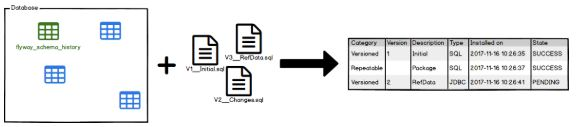 Database
flyway_schema_history
V1__Initial.sql
V3__RefData.sql
V2__Changes.sql
Category Version Description Type Installed on State
Versioned 1 Initial SQL 2017-11-16 10:26:35 SUCCESS
Repeatable Package SQL 2017-11-16 10:26:37 SUCCESS
Versioned 2 RefData JDBC 2017-11-16 10:26:41 PENDING